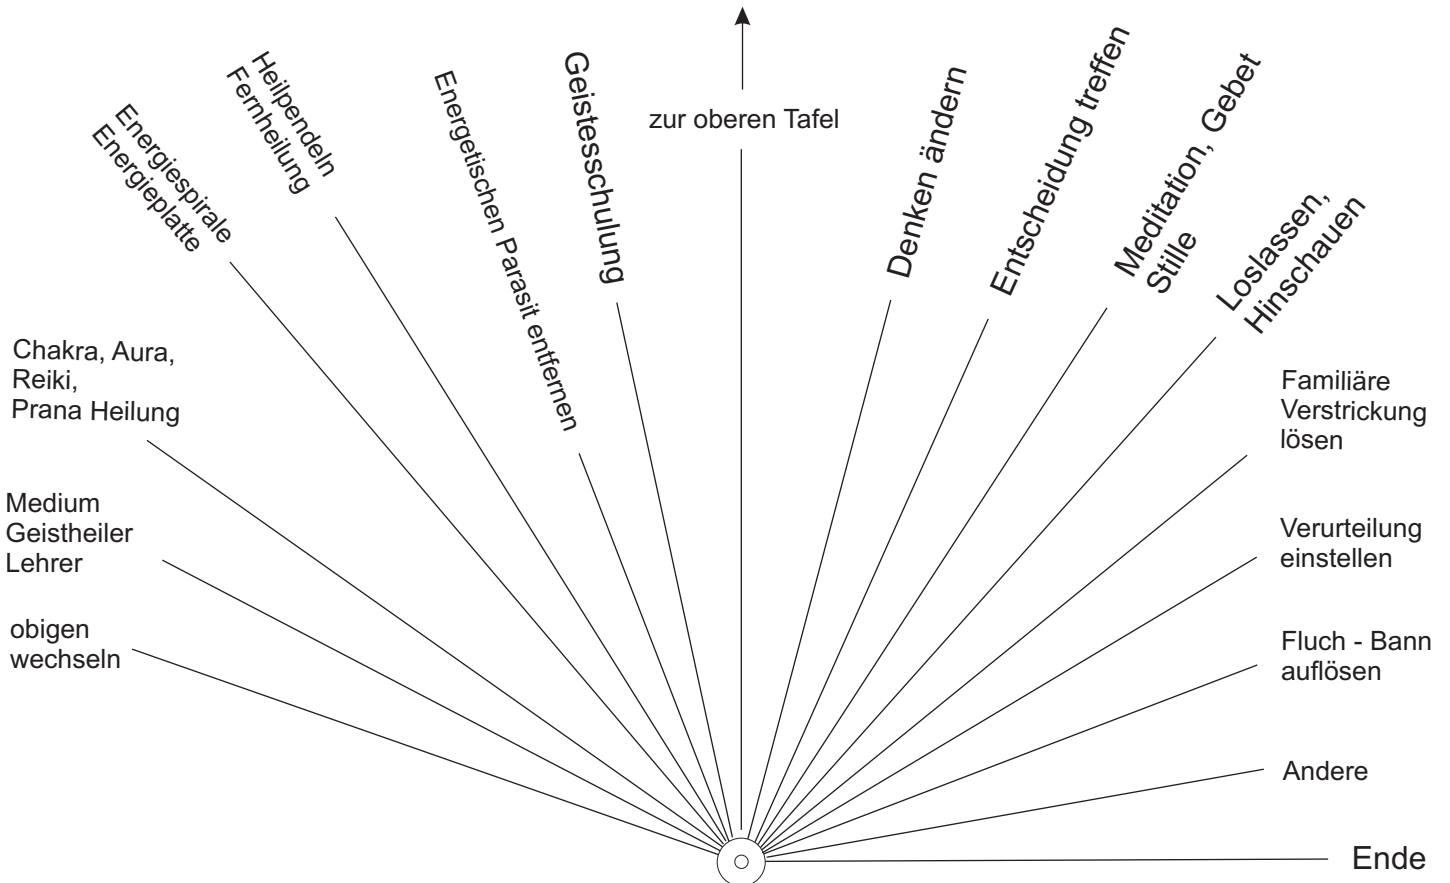 obigen
wechseln
Medium
Geistheiler
Lehrer
Chakra, Aura,
Reiki,
Prana Heilung
Energiespirale
Energieplatte
Heilpendeln
Fernheilung
Energetischen Parasit entfernen
Geistesschulung
zur oberen Tafel
Denken ändern
Entscheidung treffen
Meditation, Gebet
Stille
Loslassen,
Hinschauen
Familiäre
Verstrickung
lösen
Verurteilung
einstellen
Fluch - Bann
auflösen
Andere
Ende